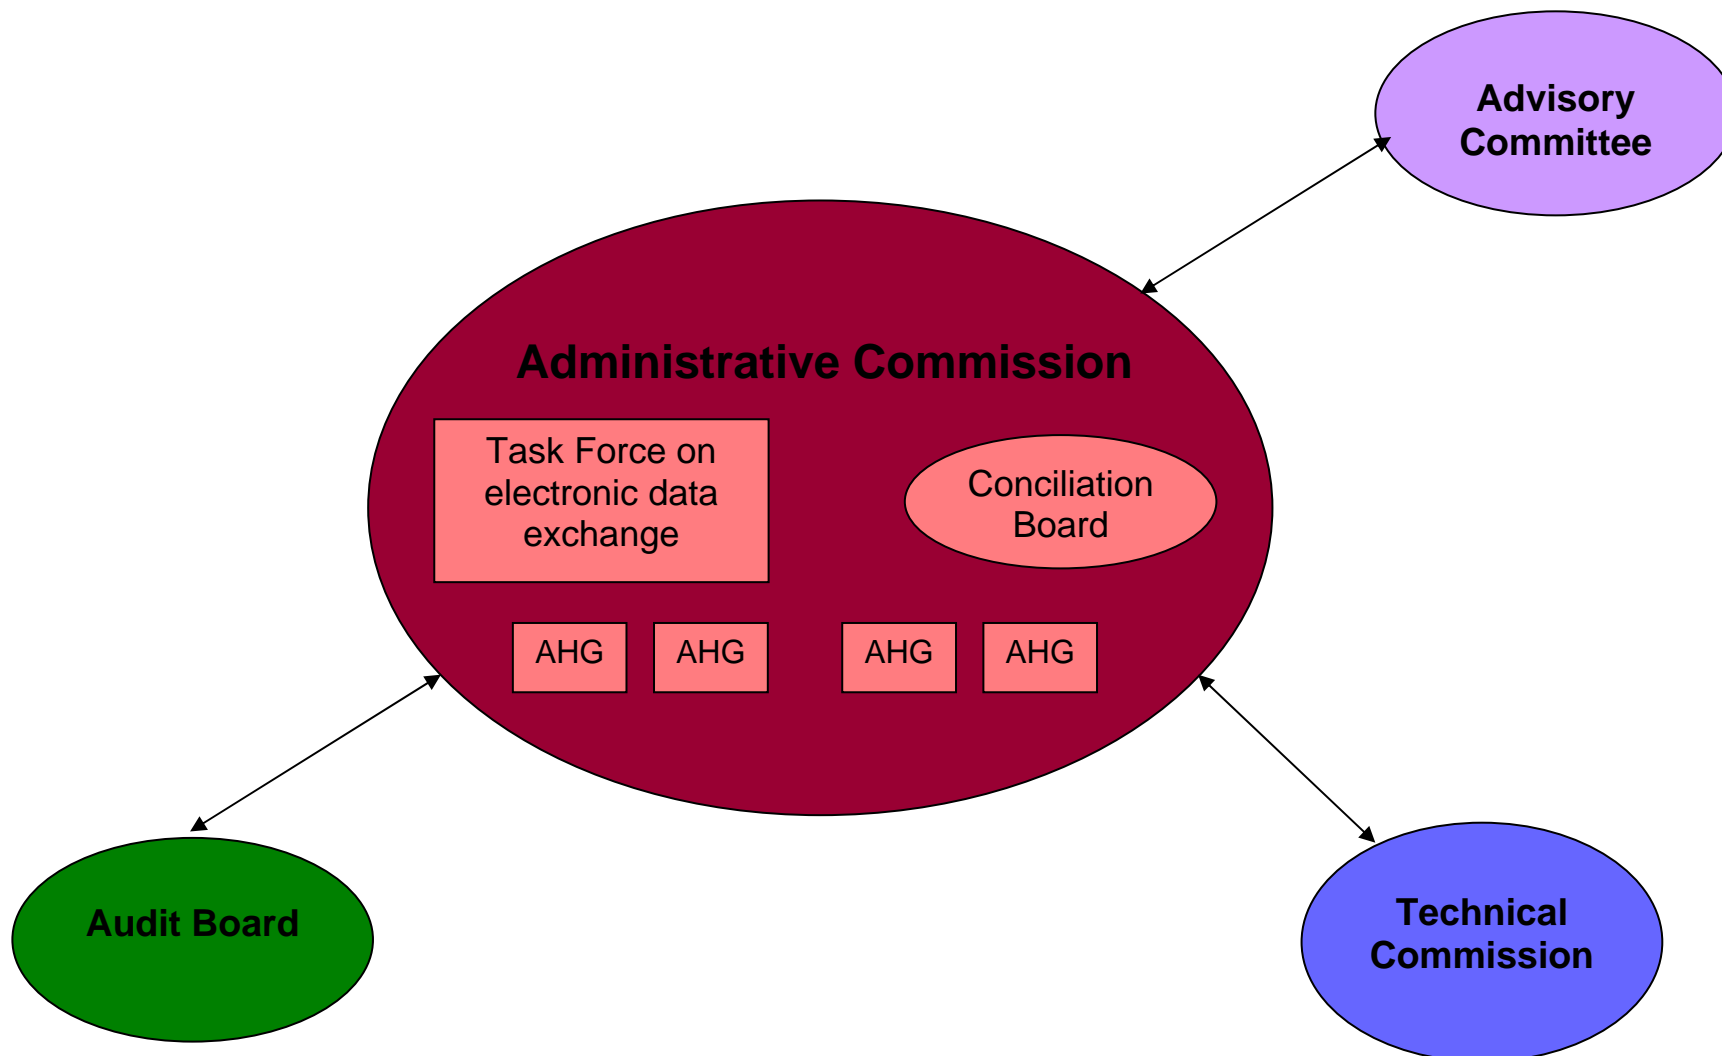 Advisory
Committee
Administrative Commission
Task Force on
electronic data
exchange
Conciliation
Board
AHG AHG AHG AHG
Audit Board
Technical
Commission